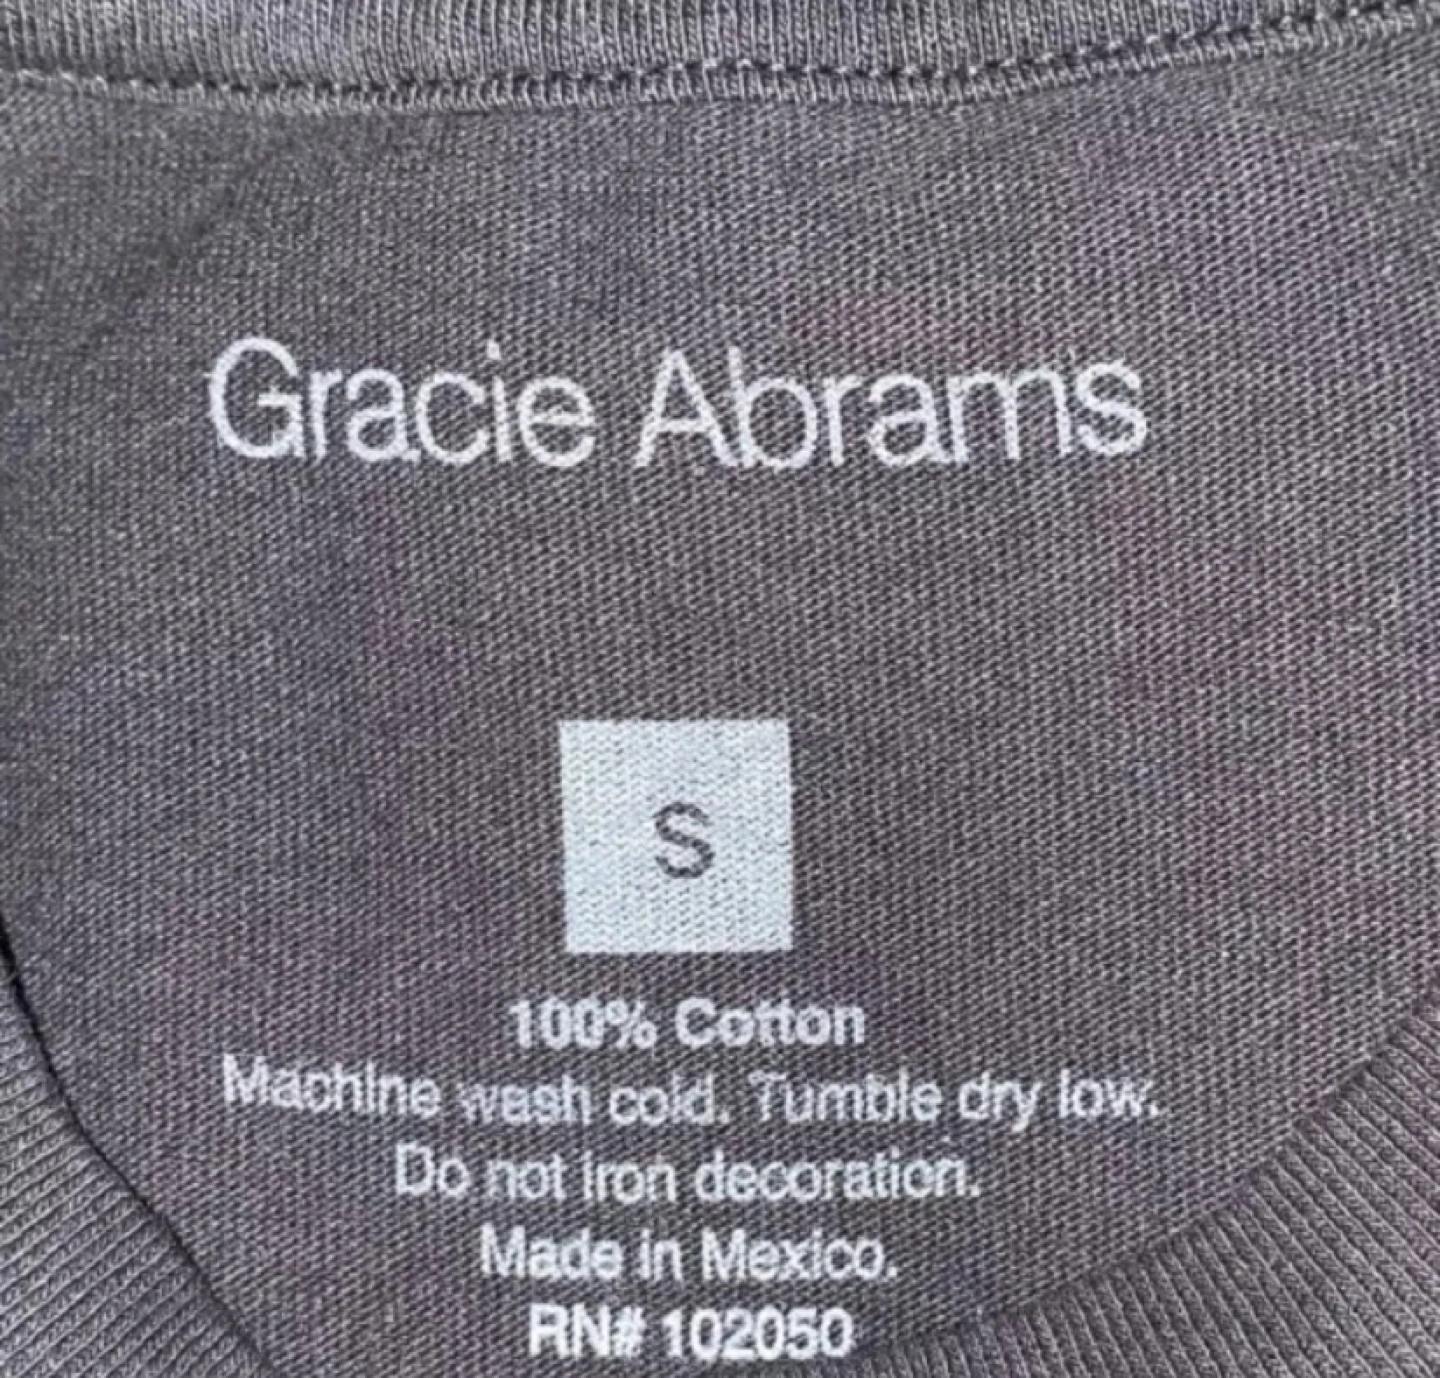 Gracie Abrams
S
100% Cotton
Machine wash cold. Tumble dry low.
Do not iron decoration.
Made in Mexico.
RN# 102050